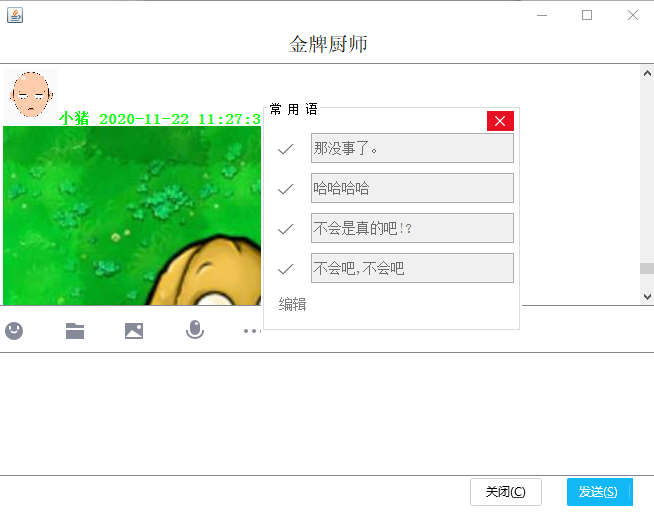 金牌厨师
小猪 2020-11-22 11:27:3
常用语
那没事了。
哈哈哈哈
不会是真的吧!?
不会吧,不会吧
编辑
关闭(C)
发送(S)